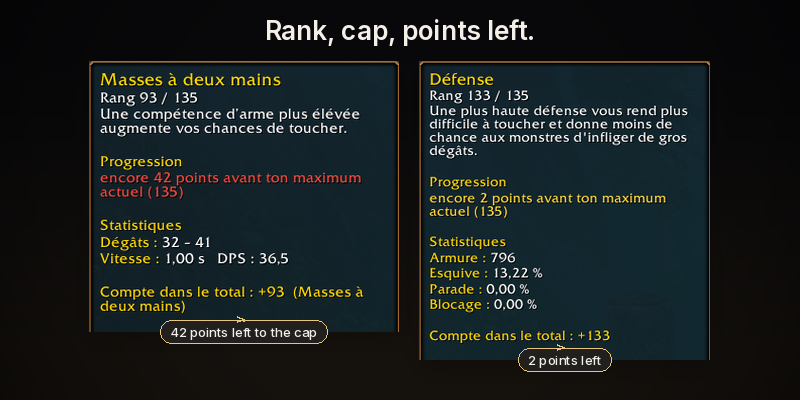 Rank, cap, points left.
Masses à deux mains
Rang 93 / 135
Une compétence d'arme plus élévée
augmente vos chances de toucher.
Progression
encore 42 points avant ton maximum
actuel (135)
Statistiques
Dégâts : 32 - 41
Vitesse : 1,00 s DPS : 36,5
Compte dans le total : +93 (Masses à
deux mains)
42 points left to the cap
Défense
Rang 133 / 135
Une plus haute défense vous rend plus
difficile à toucher et donne moins de
chance aux monstres d'infliger de gros
dégâts.
Progression
encore 2 points avant ton maximum
actuel (135)
Statistiques
Armure : 796
Esquive : 13,22 %
Parade : 0,00 %
Blocage : 0,00 %
Compte dans le total : +133
2 points left